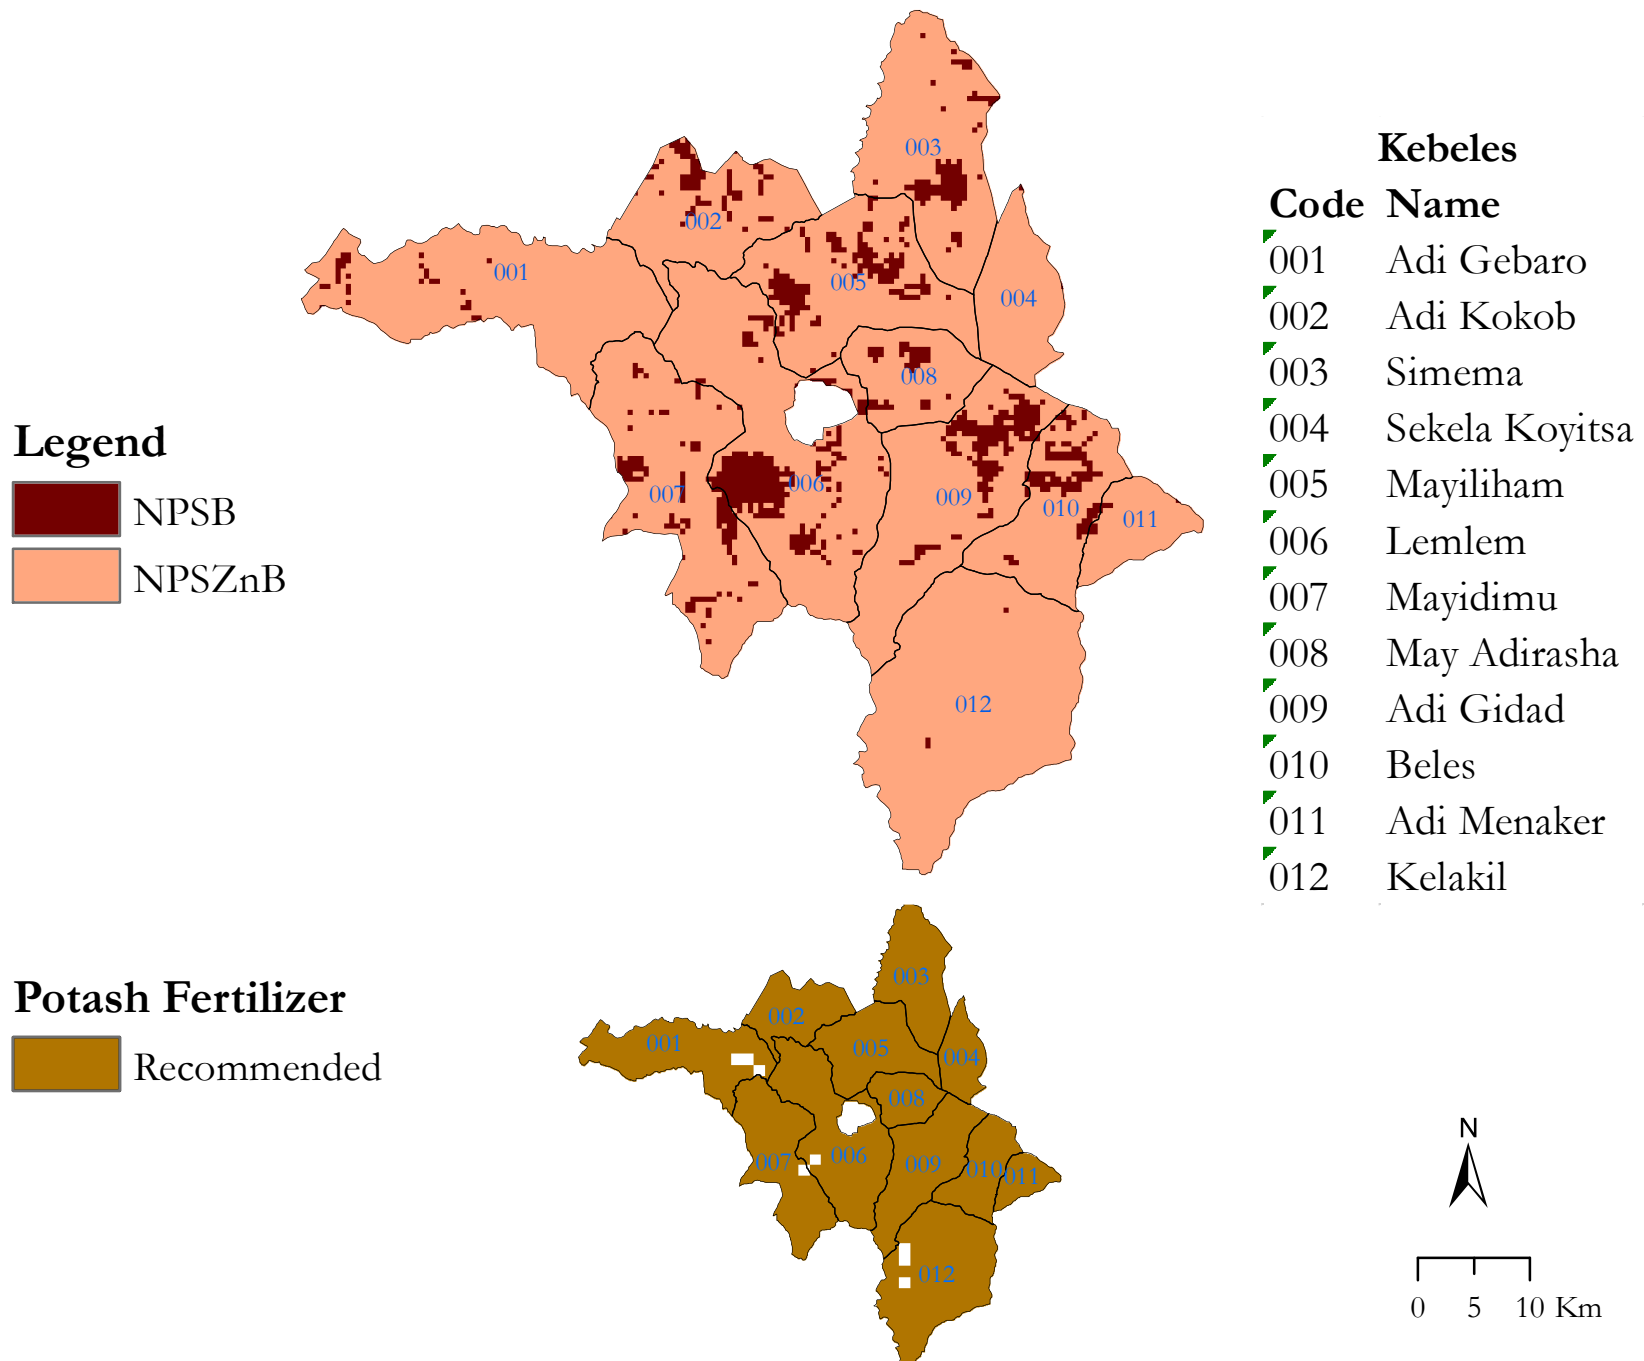 003
002
001
005
004
008
006
007
009
010
011
012
Legend
NPSB
NPSZnB
Kebeles
Code Name
001 Adi Gebaro
002 Adi Kokob
003 Simema
004 Sekela Koyitsa
005 Mayiliham
006 Lemlem
007 Mayidimu
008 May Adirasha
009 Adi Gidad
010 Beles
011 Adi Menaker
012 Kelakil
Potash Fertilizer
Recommended
003
002
001
005
004
008
006
007
009
010
011
012
N
0 5 10 Km